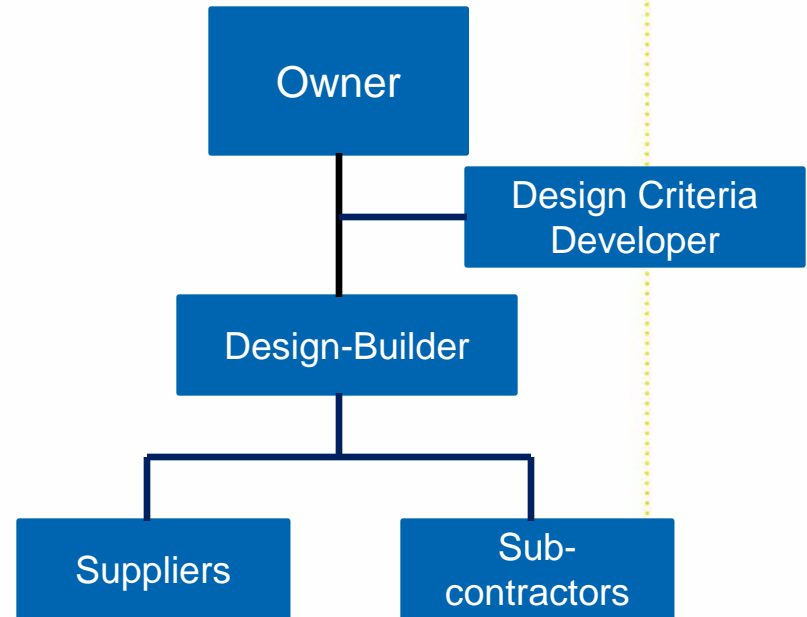 Owner
Design Criteria
Developer
Design-Builder
Suppliers
Sub-
contractors